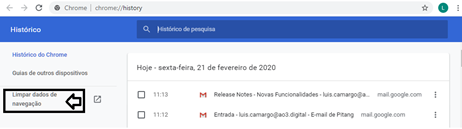 Chrome | chrome://history
L
Histórico
Histórico de pesquisa
Histórico do Chrome
Guias de outros dispositivos
Limpar dados de
navegação
Hoje - sexta-feira, 21 de fevereiro de 2020
11:13 Release Notes - Novas Funcionalidades - luis.camargo@a... mail.google.com
11:12 Entrada - luis.camargo@ao3.digital - E-mail de Pitang mail.google.com